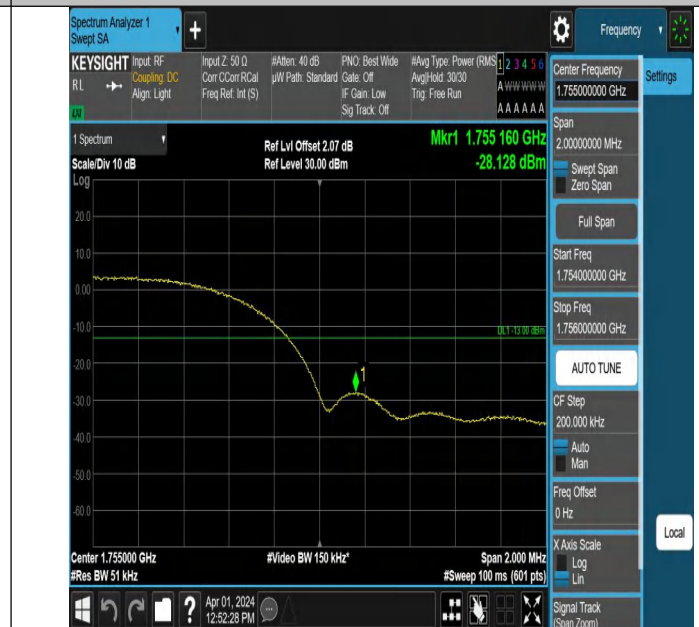 Spectrum Analyzer 1
Swept SA
+
Frequency
KEYSIGHT
RL
LXI
Input: RF
Coupling: DC
Align: Light
Input Z: 50 Ω
Corr CCorr RCal
Freq Ref: Int (S)
#Atten: 40 dB
µW Path: Standard
PNO: Best Wide
Gate: Off
IF Gain: Low
Sig Track: Off
#Avg Type: Power (RMS
Avg|Hold: 30/30
Trig: Free Run
1 2 3 4 5 6
A W W W W W
A A A A A A
Center Frequency
1.755000000 GHz
Settings
Span
2.00000000 MHz
Swept Span
Zero Span
Full Span
Start Freq
1.754000000 GHz
Stop Freq
1.756000000 GHz
AUTO TUNE
CF Step
200.000 kHz
Auto
Man
Freq Offset
0 Hz
X Axis Scale
Log
Lin
Signal Track
(Span Zoom)
Local
1 Spectrum
Scale/Div 10 dB
Log
Ref Lvl Offset 2.07 dB
Ref Level 30.00 dBm
Mkr1 1.755 160 GHz
-28.128 dBm
20.0
10.0
0.00
-10.0
DL1 -13.00 dBm
-20.0
1
-30.0
-40.0
-50.0
-60.0
Center 1.755000 GHz
#Video BW 150 kHz*
Span 2.000 MHz
#Res BW 51 kHz
#Sweep 100 ms (601 pts)
?
Apr 01, 2024
12:52:28 PM